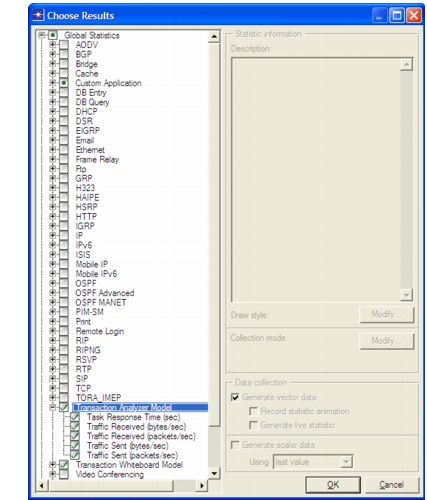 Choose Results
Global Statistics
AODV
BGP
Bridge
Cache
Custom Application
DB Entry
DB Query
DHCP
DSR
EIGRP
Email
Ethernet
Frame Relay
Ftp
GRP
H323
HAIPE
HSRP
HTTP
IGRP
IP
IPv6
ISIS
Mobile IP
Mobile IPv6
OSPF
OSPF Advanced
OSPF MANET
PIM-SM
Print
Remote Login
RIP
RIPNG
RSVP
RTP
SIP
TCP
TORA_IMEP
Transaction Analyzer Model
Task Response Time (sec)
Traffic Received (bytes/sec)
Traffic Received (packets/sec)
Traffic Sent (bytes/sec)
Traffic Sent (packets/sec)
Transaction Whiteboard Model
Video Conferencing
Statistic information
Description:
Draw style:
Modify...
Collection mode:
Modify...
Data collection
Generate vector data
Record statistic animation
Generate live statistic
Generate scalar data
Using last value
OK
Cancel